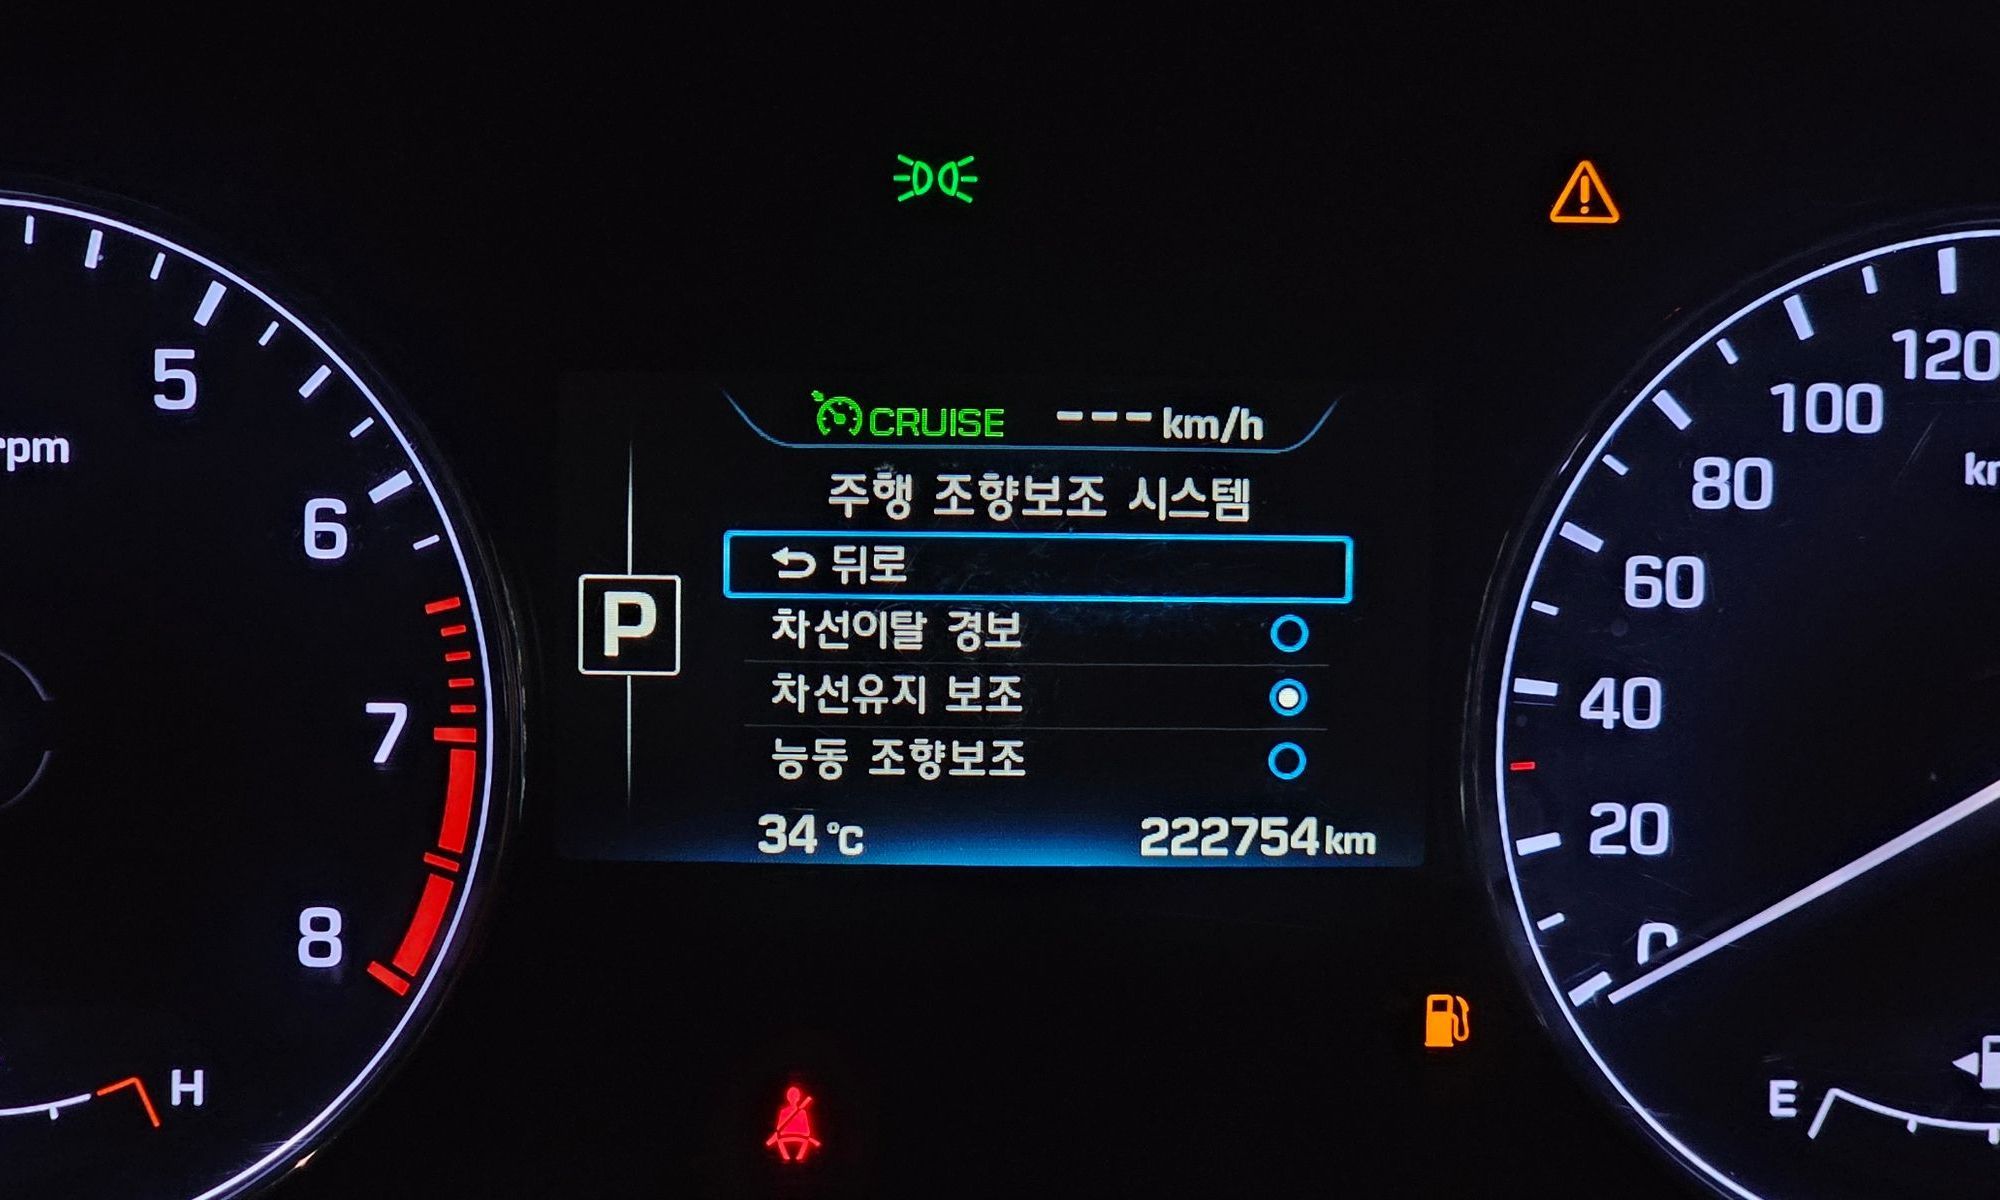 CRUISE ---km/h
주행 조향보조 시스템
뒤로
차선이탈 경보
차선유지 보조
능동 조향보조
34°C 222754km
P
5
6
7
8
rpm
H
120
100
80
60
40
20
0
E